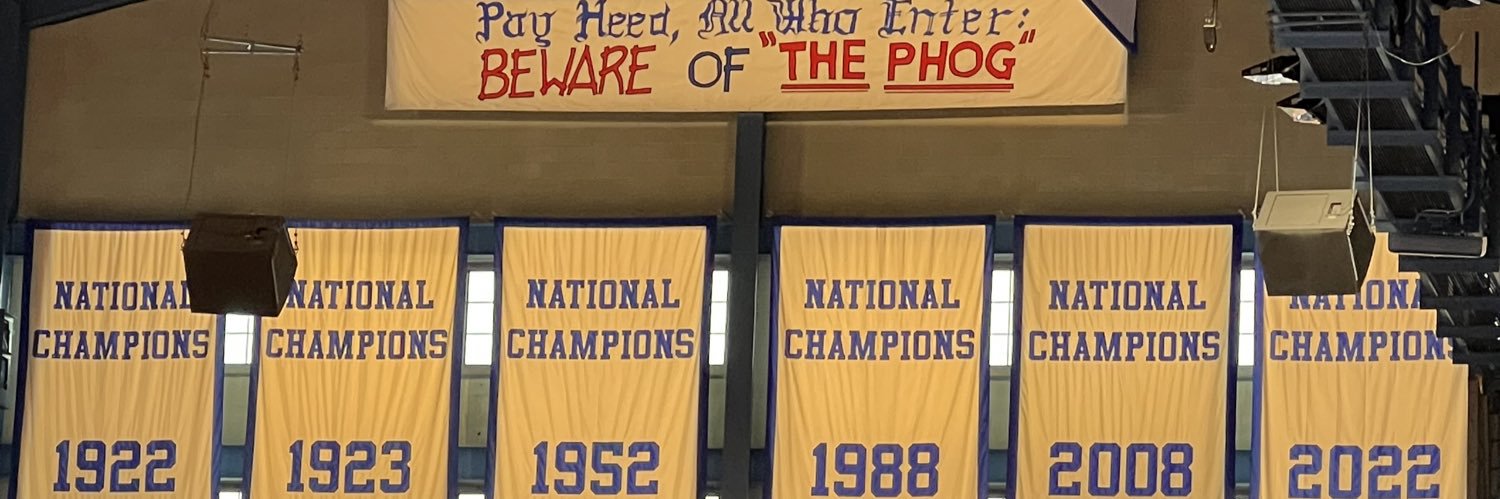 Pay Heed, All Who Enter:
BEWARE OF "THE PHOG"
NATIONAL
CHAMPIONS
1922
NATIONAL
CHAMPIONS
1923
NATIONAL
CHAMPIONS
1952
NATIONAL
CHAMPIONS
1988
NATIONAL
CHAMPIONS
2008
NATIONAL
CHAMPIONS
2022